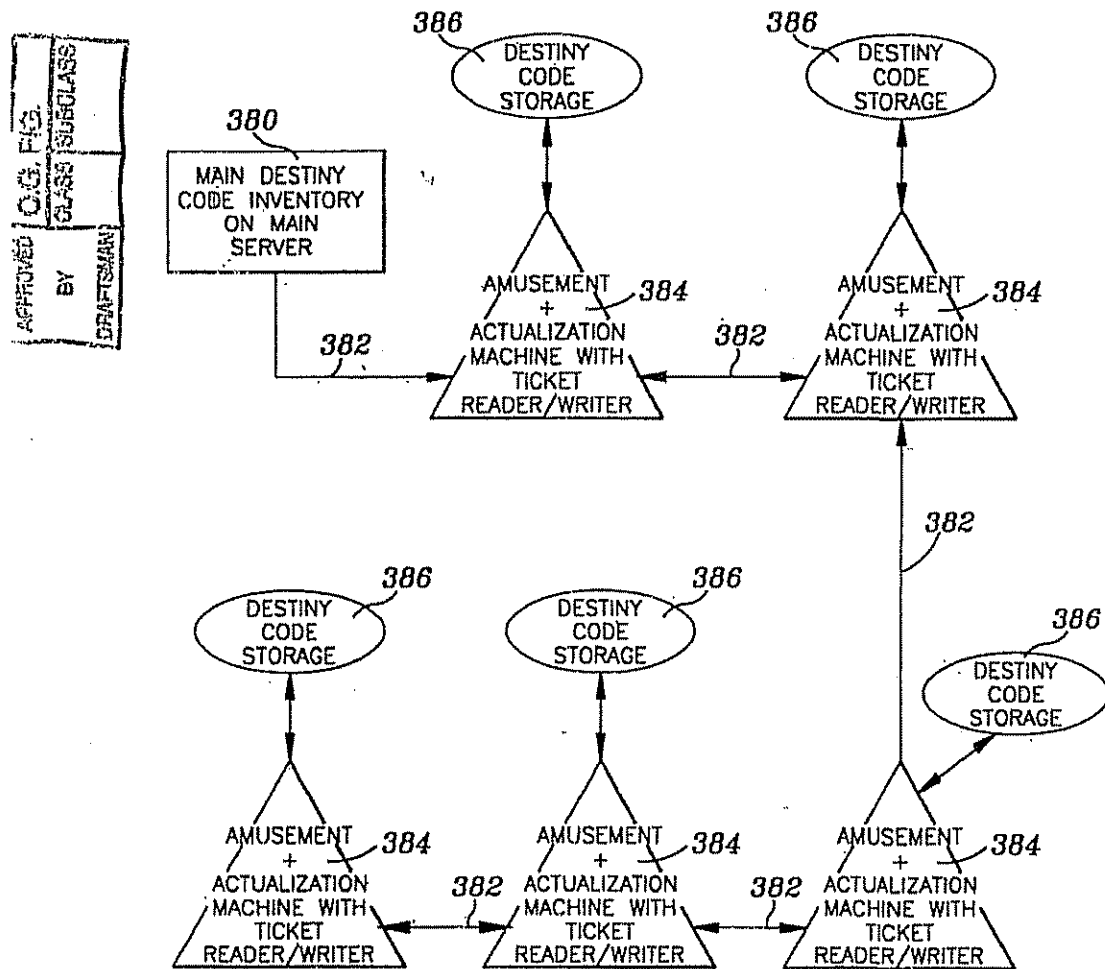 APPROVED
BY
DRAFTSMAN
O.G. FIG.
CLASS
SUBCLASS
380
MAIN DESTINY
CODE INVENTORY
ON MAIN
SERVER
386
DESTINY
CODE
STORAGE
386
DESTINY
CODE
STORAGE
382
AMUSEMENT
+
ACTUALIZATION
MACHINE WITH
TICKET
READER/WRITER
384
382
AMUSEMENT
+
ACTUALIZATION
MACHINE WITH
TICKET
READER/WRITER
384
382
386
DESTINY
CODE
STORAGE
386
DESTINY
CODE
STORAGE
386
DESTINY
CODE
STORAGE
AMUSEMENT
+
ACTUALIZATION
MACHINE WITH
TICKET
READER/WRITER
384
382
AMUSEMENT
+
ACTUALIZATION
MACHINE WITH
TICKET
READER/WRITER
384
382
AMUSEMENT
+
ACTUALIZATION
MACHINE WITH
TICKET
READER/WRITER
384